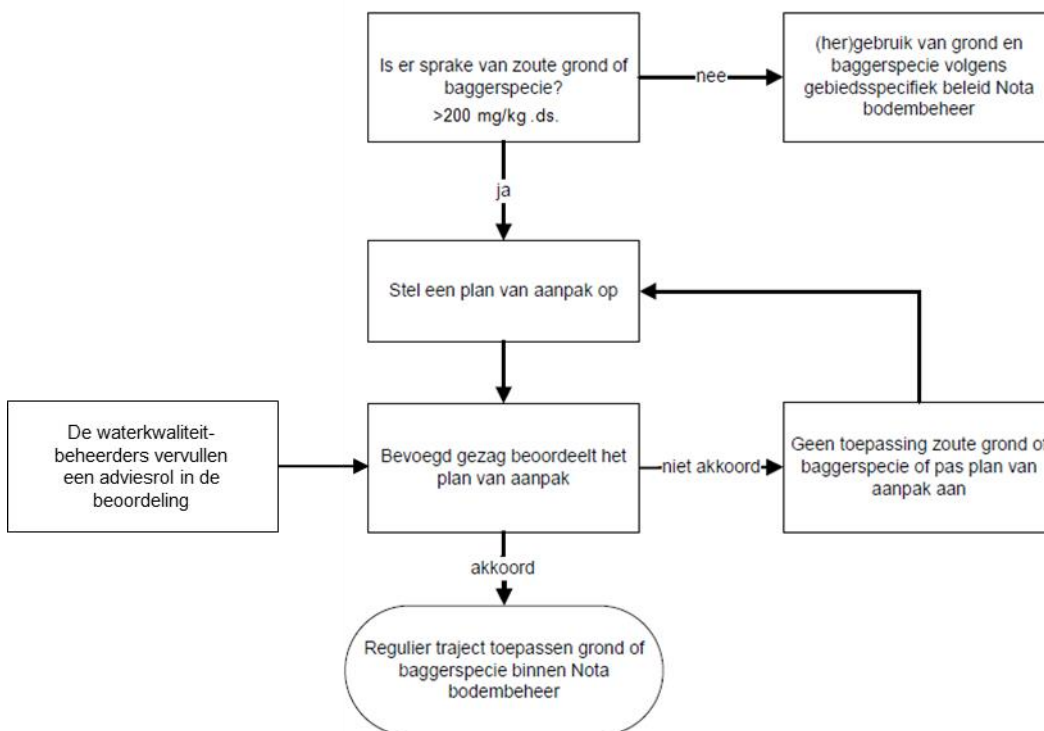 Is er sprake van zoute grond of
baggerspecie?
>200 mg/kg .ds.
nee
(her)gebruik van grond en
baggerspecie volgens
gebiedsspecifiek beleid Nota
bodembeheer
ja
Stel een plan van aanpak op
De waterkwaliteit-
beheerders vervullen
een adviesrol in de
beoordeling
Bevoegd gezag beoordeelt het
plan van aanpak
niet akkoord
Geen toepassing zoute grond of
baggerspecie of pas plan van
aanpak aan
akkoord
Regulier traject toepassen grond of
baggerspecie binnen Nota
bodembeheer